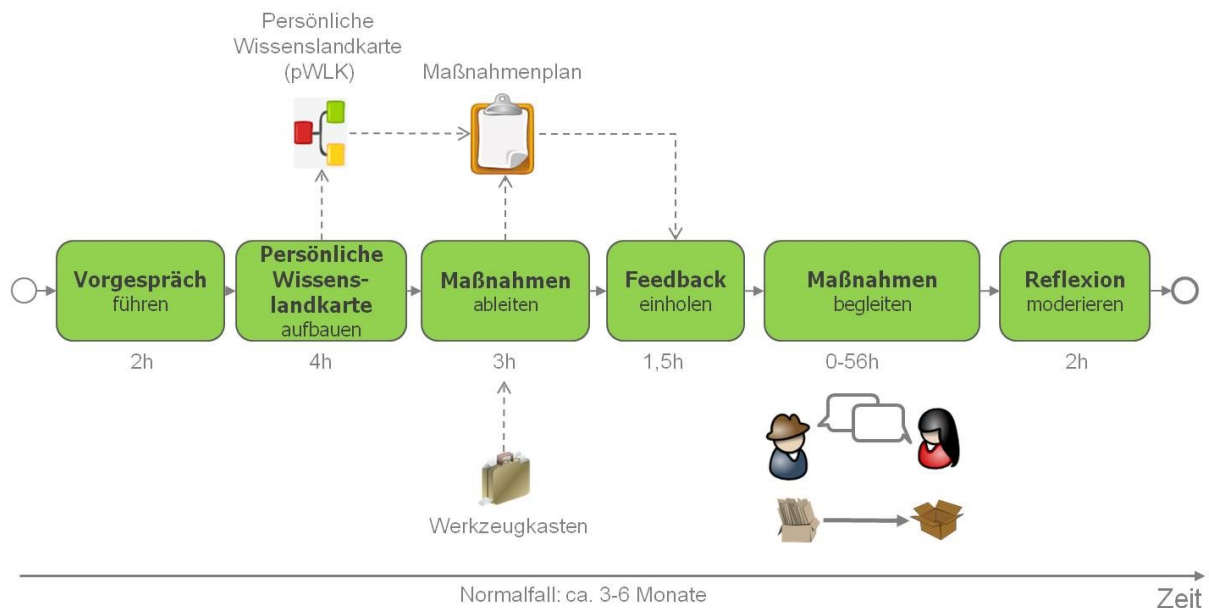 Persönliche
Wissenslandkarte
(pWLK)
Maßnahmenplan
Vorgespräch
führen
Persönliche
Wissens-
landkarte
aufbauen
Maßnahmen
ableiten
Feedback
einholen
Maßnahmen
begleiten
Reflexion
moderieren
2h
4h
3h
1,5h
0-56h
2h
Werkzeugkasten
Normalfall: ca. 3-6 Monate
Zeit